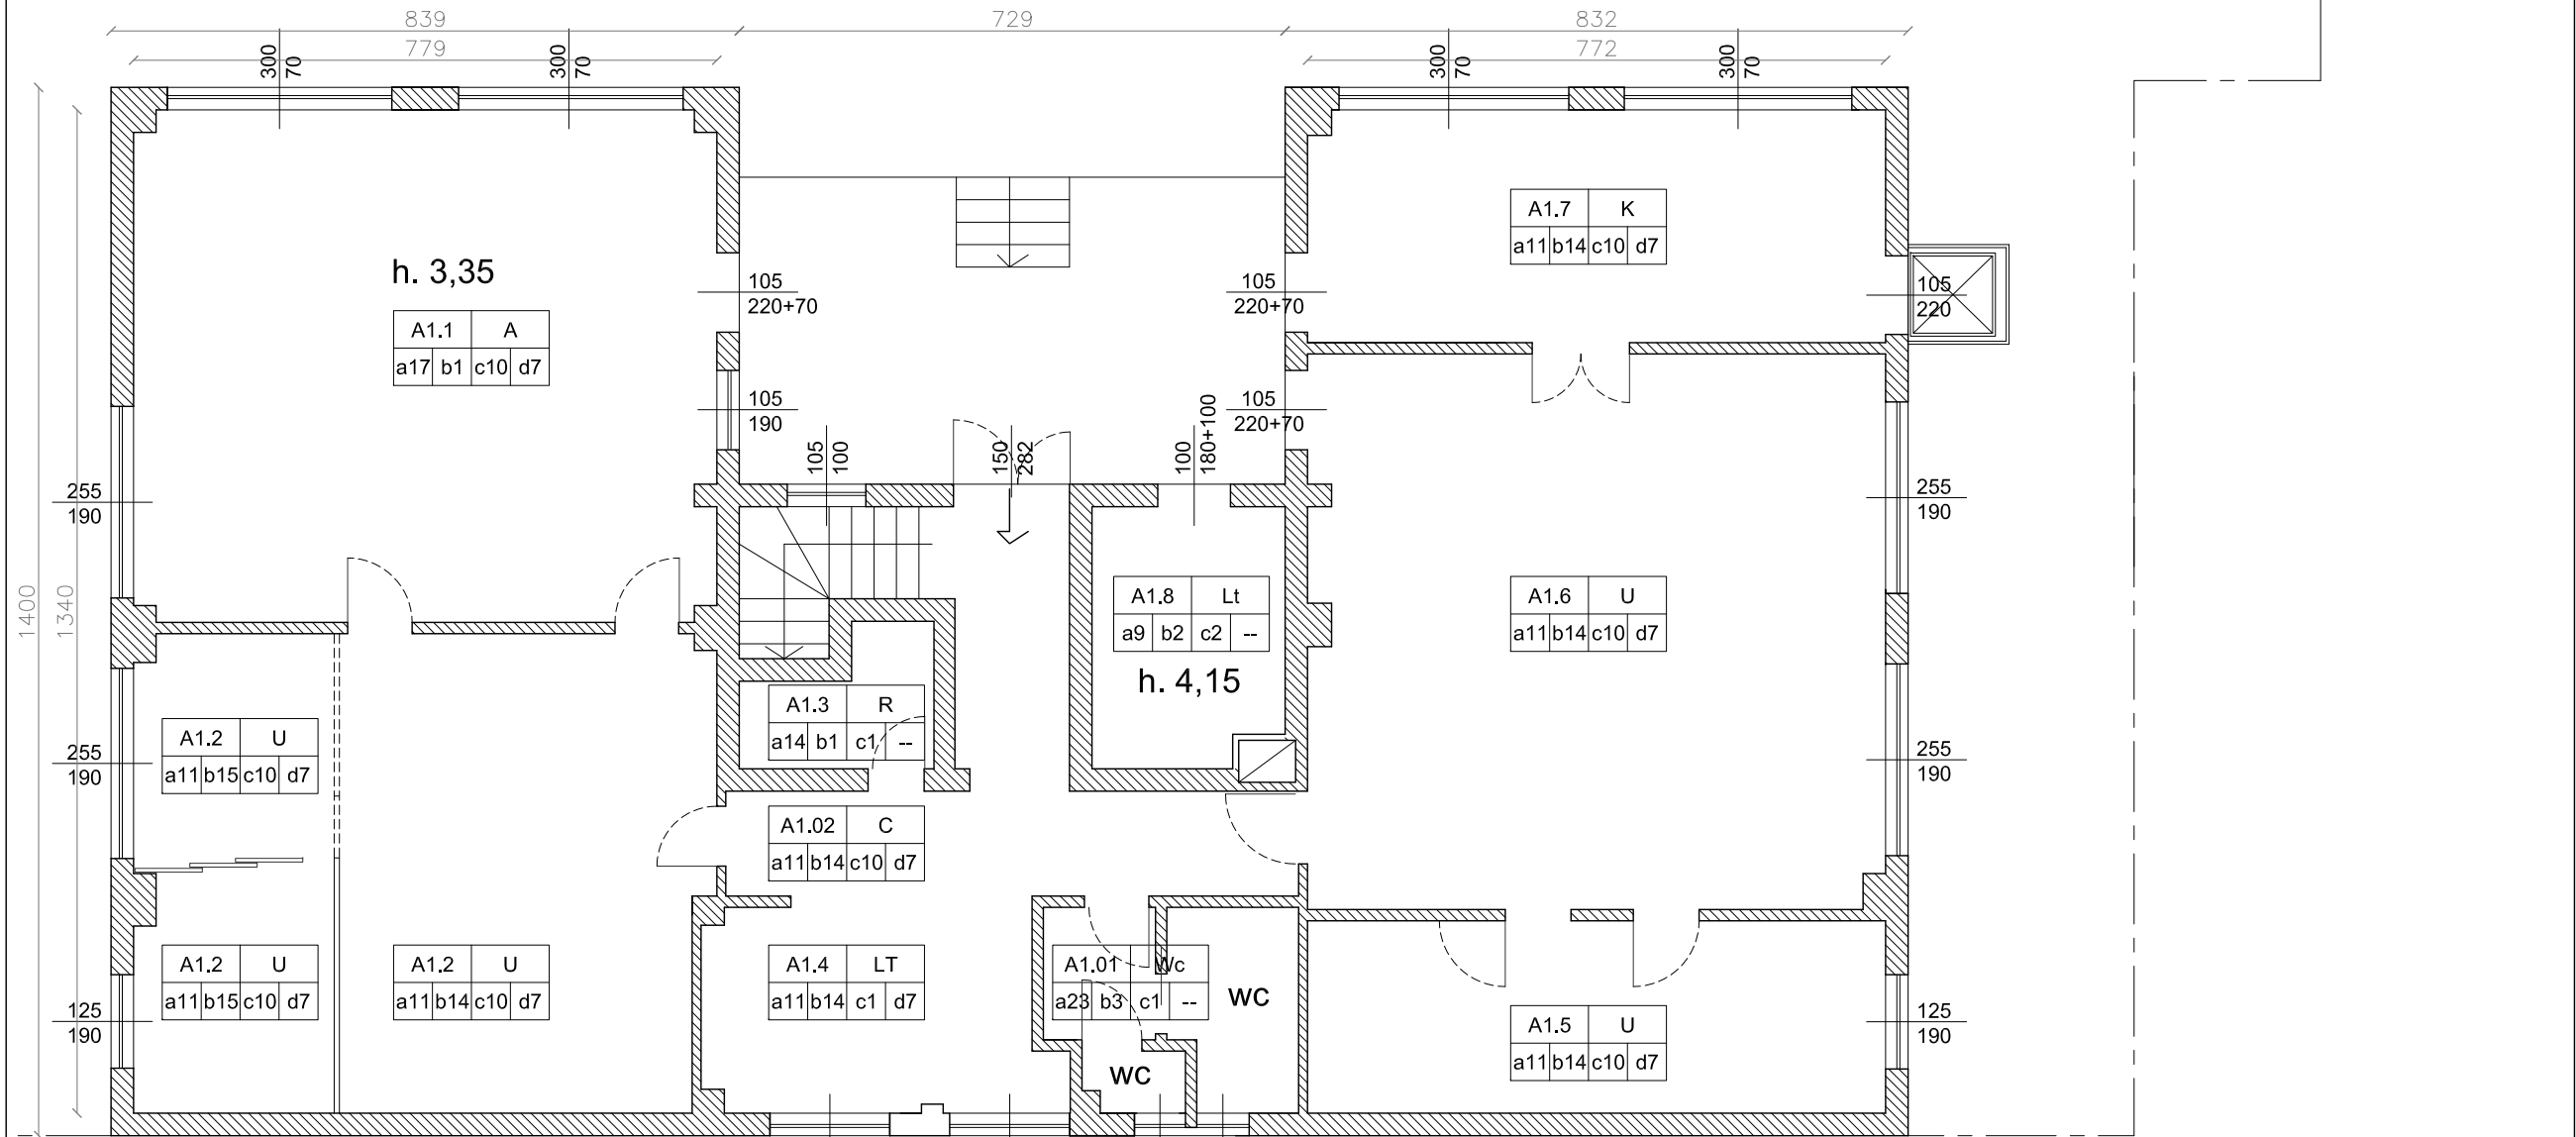 839 729 832
779 772
300 70 300 70 300 70 300 70
A1.7 K
a11 b14 c10 d7
h. 3,35
105 105 105
220+70 220+70 220
A1.1 A
a17 b1 c10 d7
105 105
190 220+70
105 100 150 282 100 180+100
255 255
190 190
1400 1340
A1.8 Lt A1.6 U
a9 b2 c2 -- a11 b14 c10 d7
h. 4,15
A1.3 R
a14 b1 c1 --
A1.2 U
a11 b15 c10 d7
255 255
190 190
A1.02 C
a11 b14 c10 d7
A1.2 U A1.2 U A1.4 LT A1.01 Wc
a11 b15 c10 d7 a11 b14 c10 d7 a11 b14 c1 d7 a23 b3 c1 --
wc
125 125
190 190
A1.5 U
a11 b14 c10 d7
wc